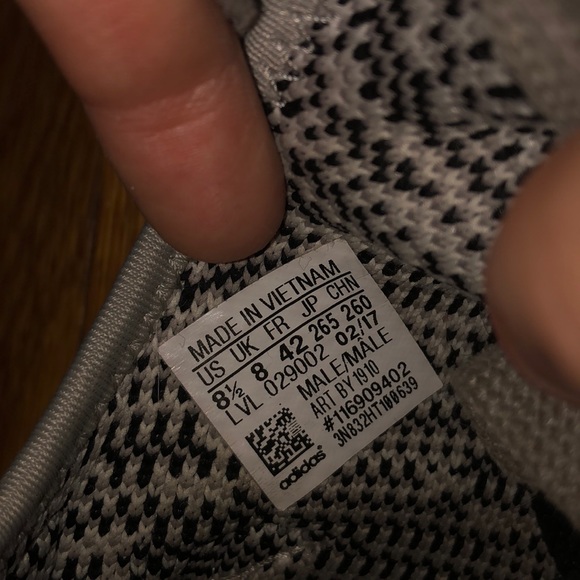 MADE IN VIETNAM
US UK FR JP CHN
8½ 8 42 265 260
LVL 029002 02/17
MALE/MÂLE
ART BY1910
#116909402
3N832HT100639
adidas